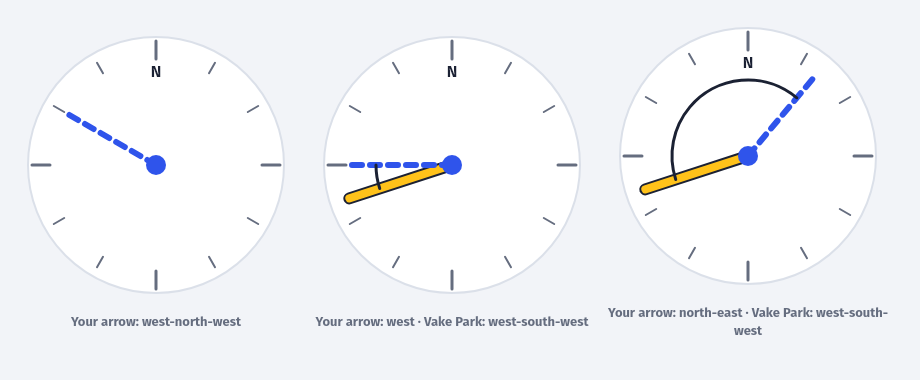 N
N
N
Your arrow: west-north-west
Your arrow: west · Vake Park: west-south-west
Your arrow: north-east · Vake Park: west-south-
west